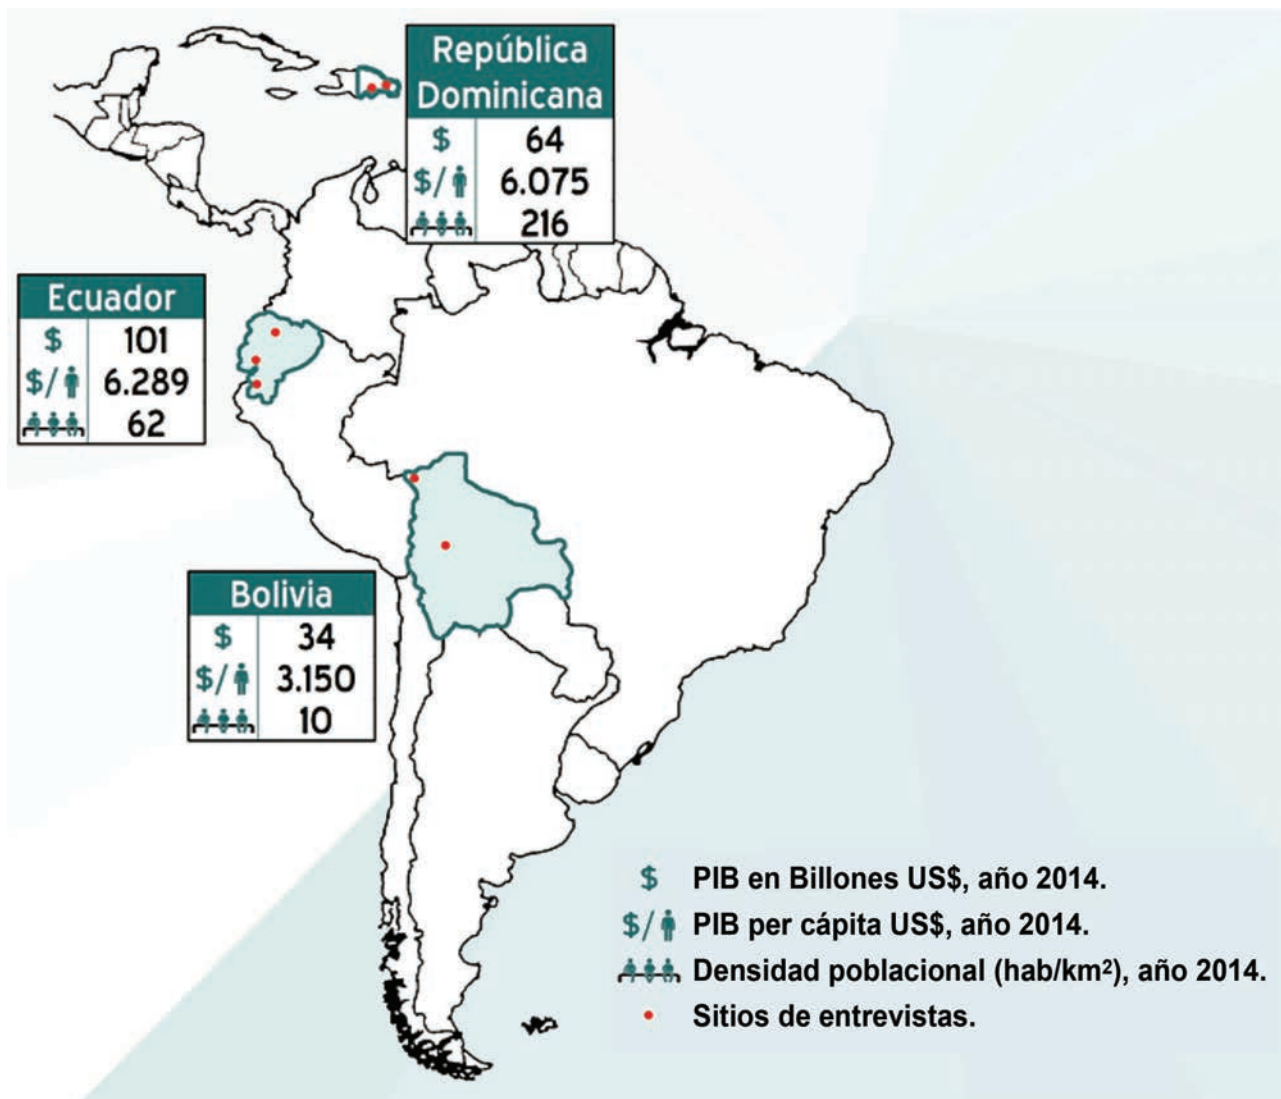 República
Dominicana
$ 64
$/ 6.075
216
Ecuador
$ 101
$/ 6.289
62
Bolivia
$ 34
$/ 3.150
10
$ PIB en Billones US$, año 2014.
$/ PIB per cápita US$, año 2014.
Densidad poblacional (hab/km²), año 2014.
Sitios de entrevistas.